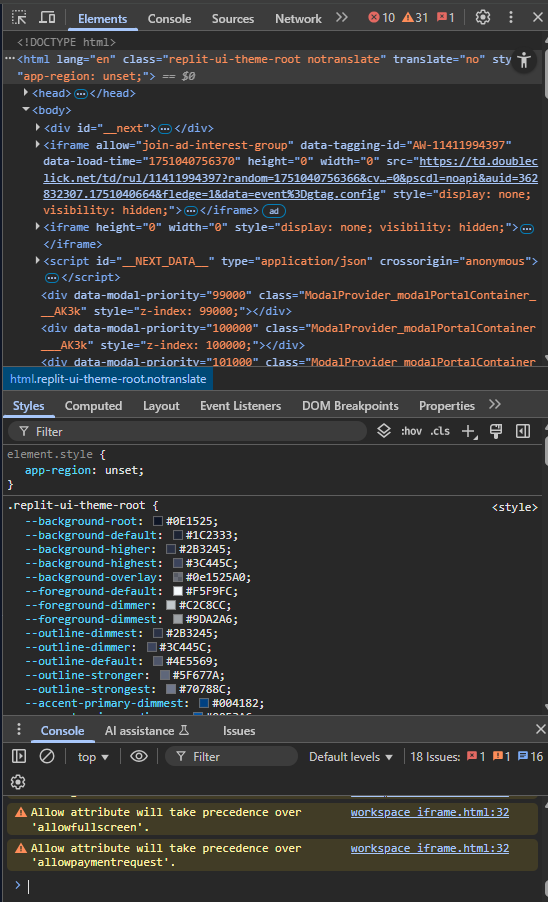 Elements Console Sources Network 10 31 1
<!DOCTYPE html>
<html lang="en" class="replit-ui-theme-root notranslate" translate="no" sty
"app-region: unset;"> == $0
<head> … </head>
<body>
<div id="__next"> … </div>
<iframe allow="join-ad-interest-group" data-tagging-id="AW-11411994397"
data-load-time="1751040756370" height="0" width="0" src="https://td.doublec
lick.net/td/rul/11411994397?random=1751040756366&cv…=0&pscdl=noapi&auid=362
832307.1751040664&fledge=1&data=event%3Dgtag.config" style="display: none;
visibility: hidden;"> … </iframe> ad
<iframe height="0" width="0" style="display: none; visibility: hidden;"> …
</iframe>
<script id="__NEXT_DATA__" type="application/json" crossorigin="anonymous">
… </script>
<div data-modal-priority="99000" class="ModalProvider_modalPortalContainer_
__AK3k" style="z-index: 99000;"></div>
<div data-modal-priority="100000" class="ModalProvider_modalPortalContainer
___AK3k" style="z-index: 100000;"></div>
<div data-modal-priority="101000" class="ModalProvider_modalPortalContainer
html.replit-ui-theme-root.notranslate
Styles Computed Layout Event Listeners DOM Breakpoints Properties
Filter :hov .cls
element.style {
app-region: unset;
}
.replit-ui-theme-root { <style>
--background-root: #0E1525;
--background-default: #1C2333;
--background-higher: #2B3245;
--background-highest: #3C445C;
--background-overlay: #0e1525A0;
--foreground-default: #F5F9FC;
--foreground-dimmer: #C2C8CC;
--foreground-dimmest: #9DA2A6;
--outline-dimmest: #2B3245;
--outline-dimmer: #3C445C;
--outline-default: #4E5569;
--outline-stronger: #5F677A;
--outline-strongest: #70788C;
--accent-primary-dimmest: #004182;
Console AI assistance Issues
top Filter Default levels 18 Issues: 1 1 16
Allow attribute will take precedence over workspace_iframe.html:32
'allowfullscreen'.
Allow attribute will take precedence over workspace_iframe.html:32
'allowpaymentrequest'.